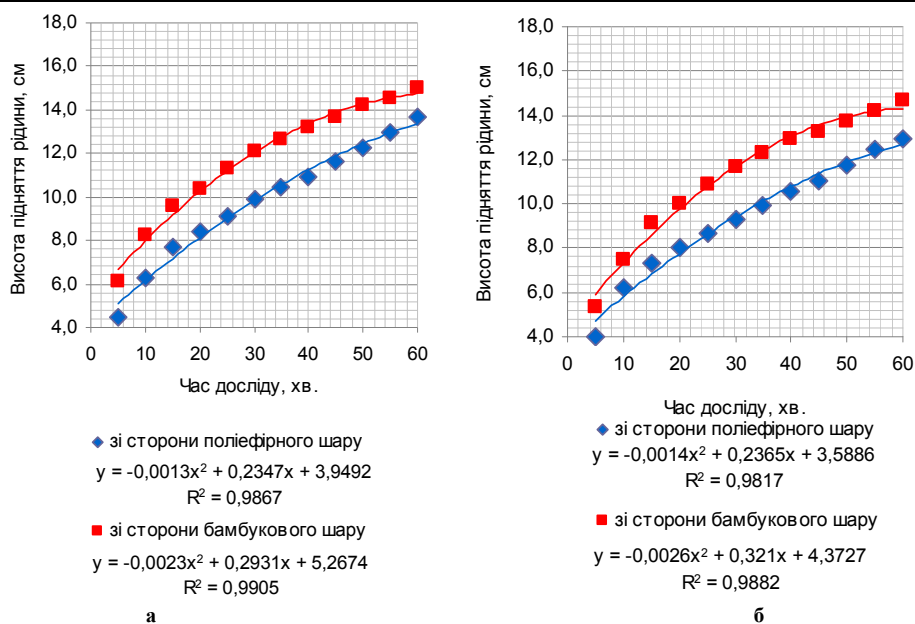 Висота підняття рідини, см
18,0
16,0
14,0
12,0
10,0
8,0
6,0
4,0
0 10 20 30 40 50 60
Час досліду, хв.
зі сторони поліефірного шару
y = -0,0013x² + 0,2347x + 3,9492
R² = 0,9867
зі сторони бамбукового шару
y = -0,0023x² + 0,2931x + 5,2674
R² = 0,9905
а
Висота підняття рідини, см
18,0
16,0
14,0
12,0
10,0
8,0
6,0
4,0
0 10 20 30 40 50 60
Час досліду, хв.
зі сторони поліефірного шару
y = -0,0014x² + 0,2365x + 3,5886
R² = 0,9817
зі сторони бамбукового шару
y = -0,0026x² + 0,321x + 4,3727
R² = 0,9882
б